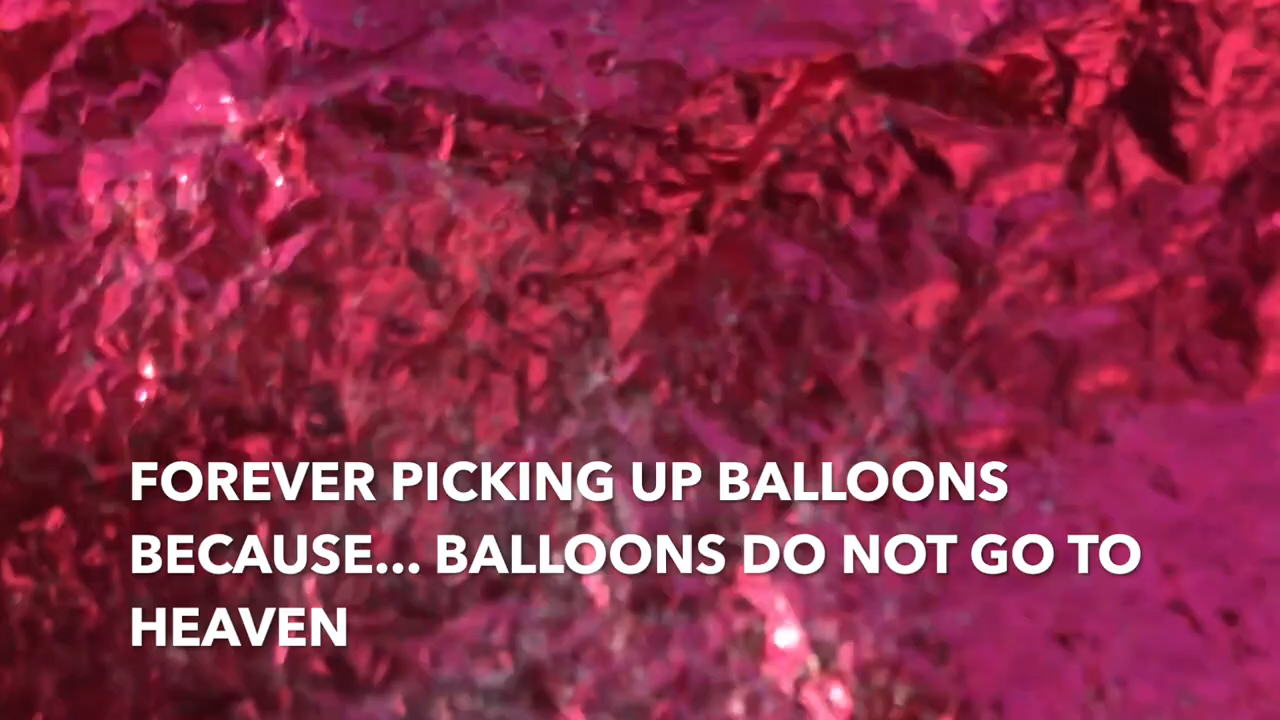 FOREVER PICKING UP BALLOONS
BECAUSE... BALLOONS DO NOT GO TO
HEAVEN